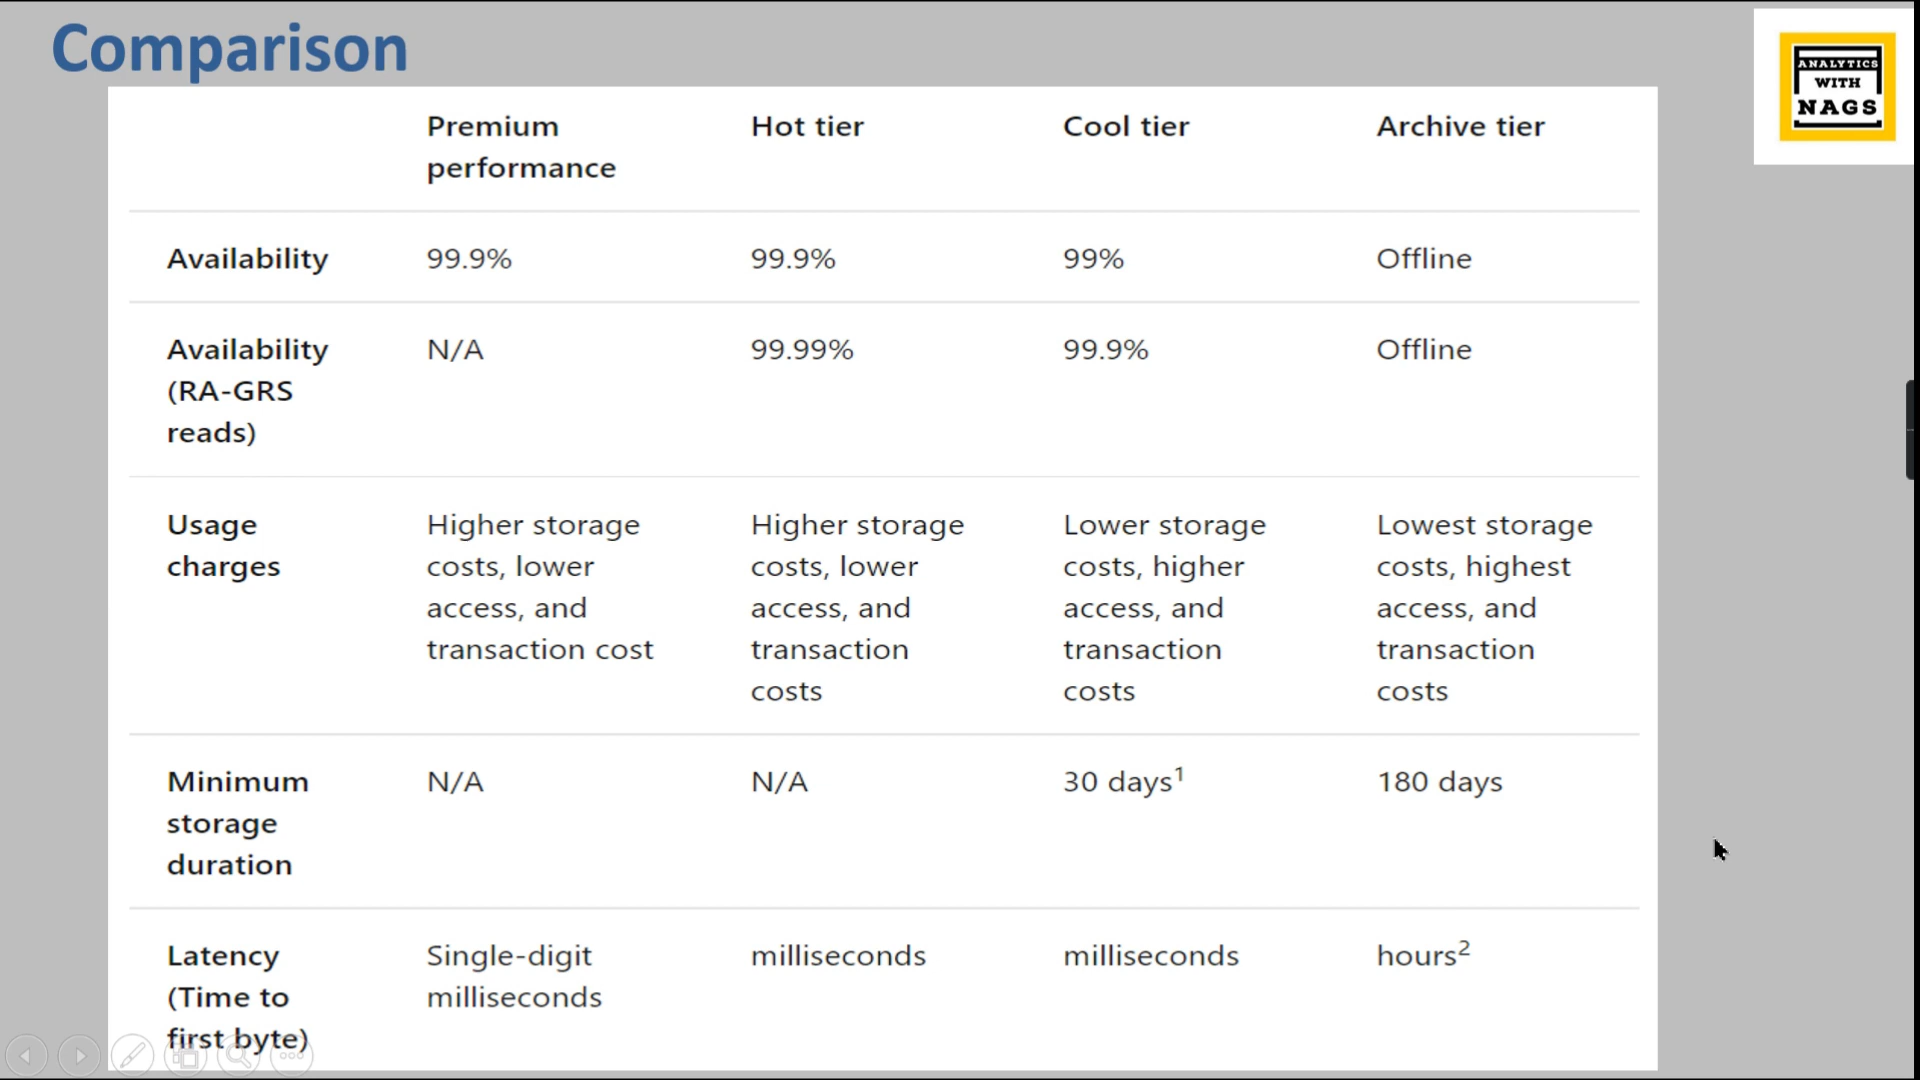 Comparison
ANALYTICS
WITH
NAGS
Premium
performance
Hot tier
Cool tier
Archive tier
Availability
99.9%
99.9%
99%
Offline
Availability
(RA-GRS
reads)
N/A
99.99%
99.9%
Offline
Usage
charges
Higher storage
costs, lower
access, and
transaction cost
Higher storage
costs, lower
access, and
transaction
costs
Lower storage
costs, higher
access, and
transaction
costs
Lowest storage
costs, highest
access, and
transaction
costs
Minimum
storage
duration
N/A
N/A
30 days¹
180 days
Latency
(Time to
first byte)
Single-digit
milliseconds
milliseconds
milliseconds
hours²